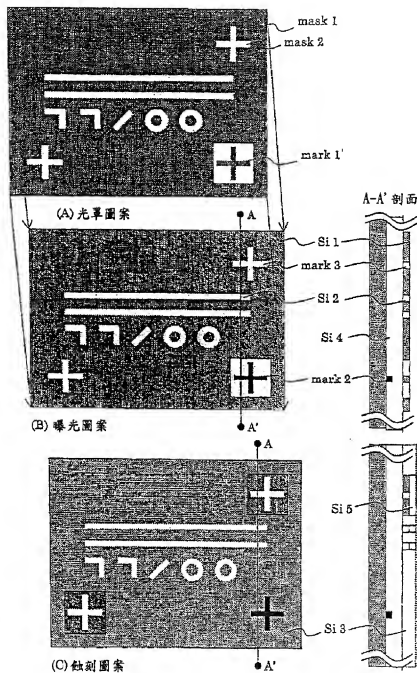 mask 1
mask 2
mark 1'
(A) 光罩圖案
A
A-A' 剖面
Si 1
mark 3
Si 2
Si 4
mark 2
A'
(B) 曝光圖案
A
Si 5
Si 3
(C) 蝕刻圖案
A'